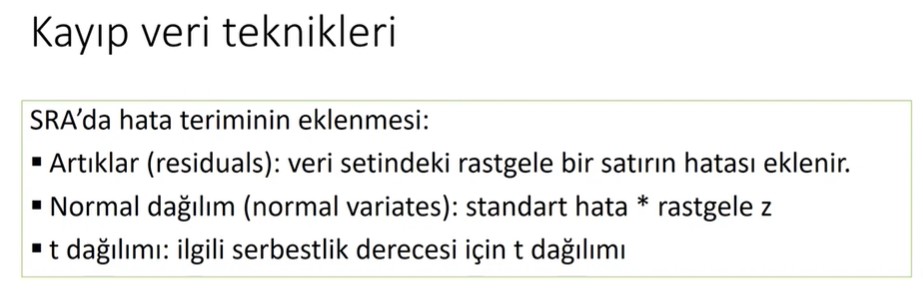 Kayıp veri teknikleri
SRA’da hata teriminin eklenmesi:
▪ Artıklar (residuals): veri setindeki rastgele bir satırın hatası eklenir.
▪ Normal dağılım (normal variates): standart hata * rastgele z
▪ t dağılımı: ilgili serbestlik derecesi için t dağılımı